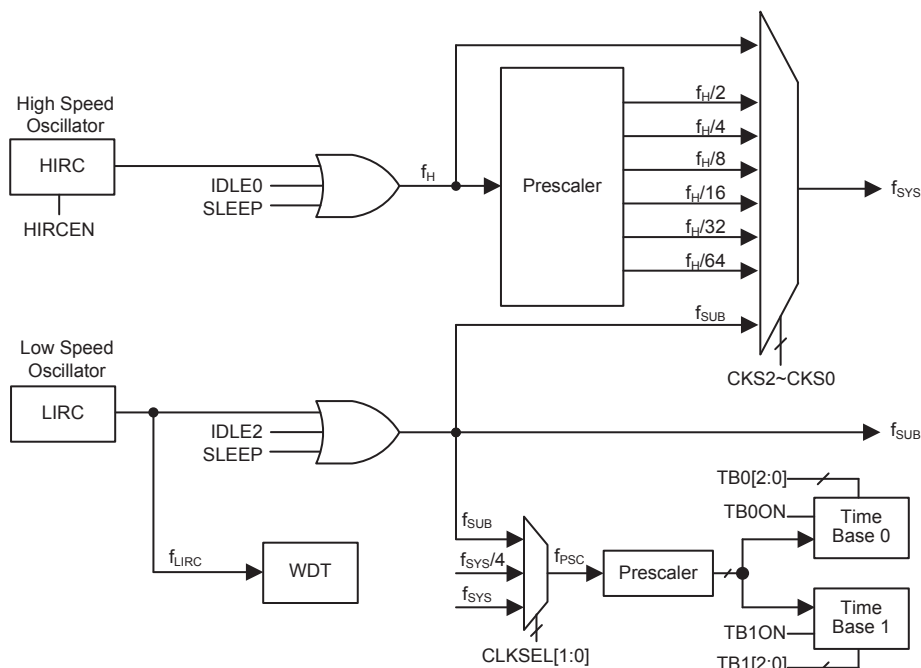 High Speed
Oscillator
HIRC
HIRCEN
IDLE0
SLEEP
fH
Prescaler
fH/2
fH/4
fH/8
fH/16
fH/32
fH/64
fSUB
CKS2~CKS0
fSYS
Low Speed
Oscillator
LIRC
IDLE2
SLEEP
fSUB
fLIRC
WDT
fSUB
fSYS/4
fSYS
CLKSEL[1:0]
fPSC
Prescaler
TB0[2:0]
TB0ON
Time
Base 0
Time
Base 1
TB1ON
TB1[2:0]